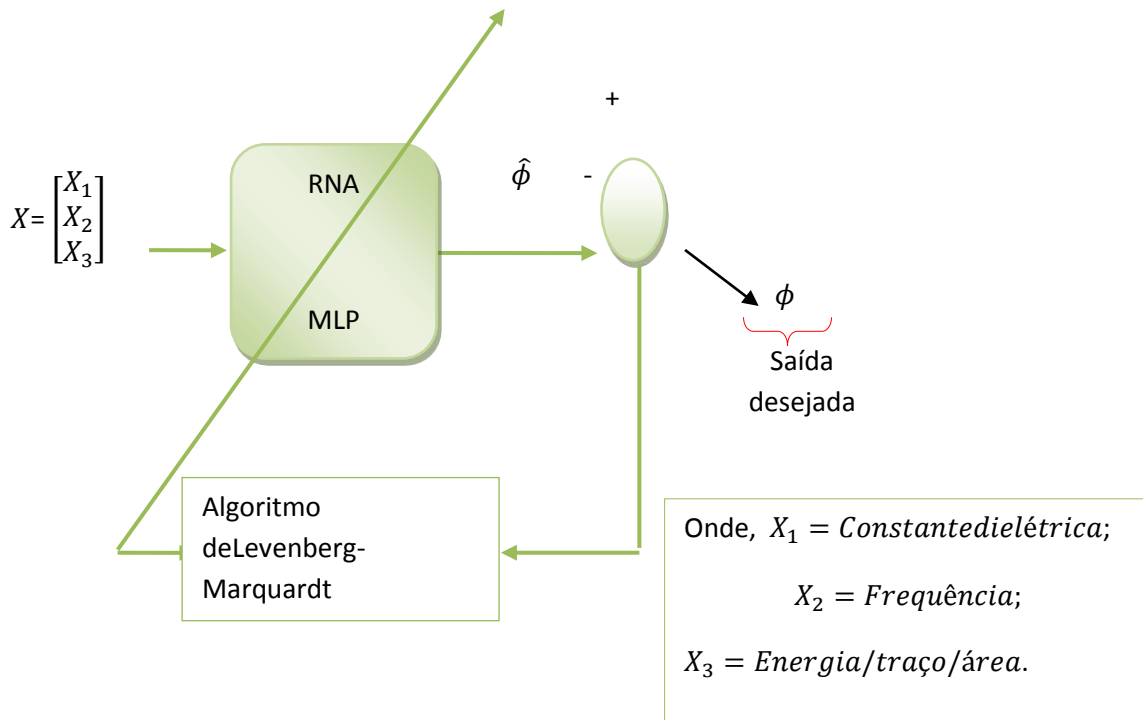 +
RNA
ϕ̂ -
X= [X₁ X₂ X₃]
MLP
ϕ
Saída
desejada
Algoritmo
deLevenberg-
Marquardt
Onde, X₁ = Constantedielétrica;
X₂ = Frequência;
X₃ = Energia/traço/área.